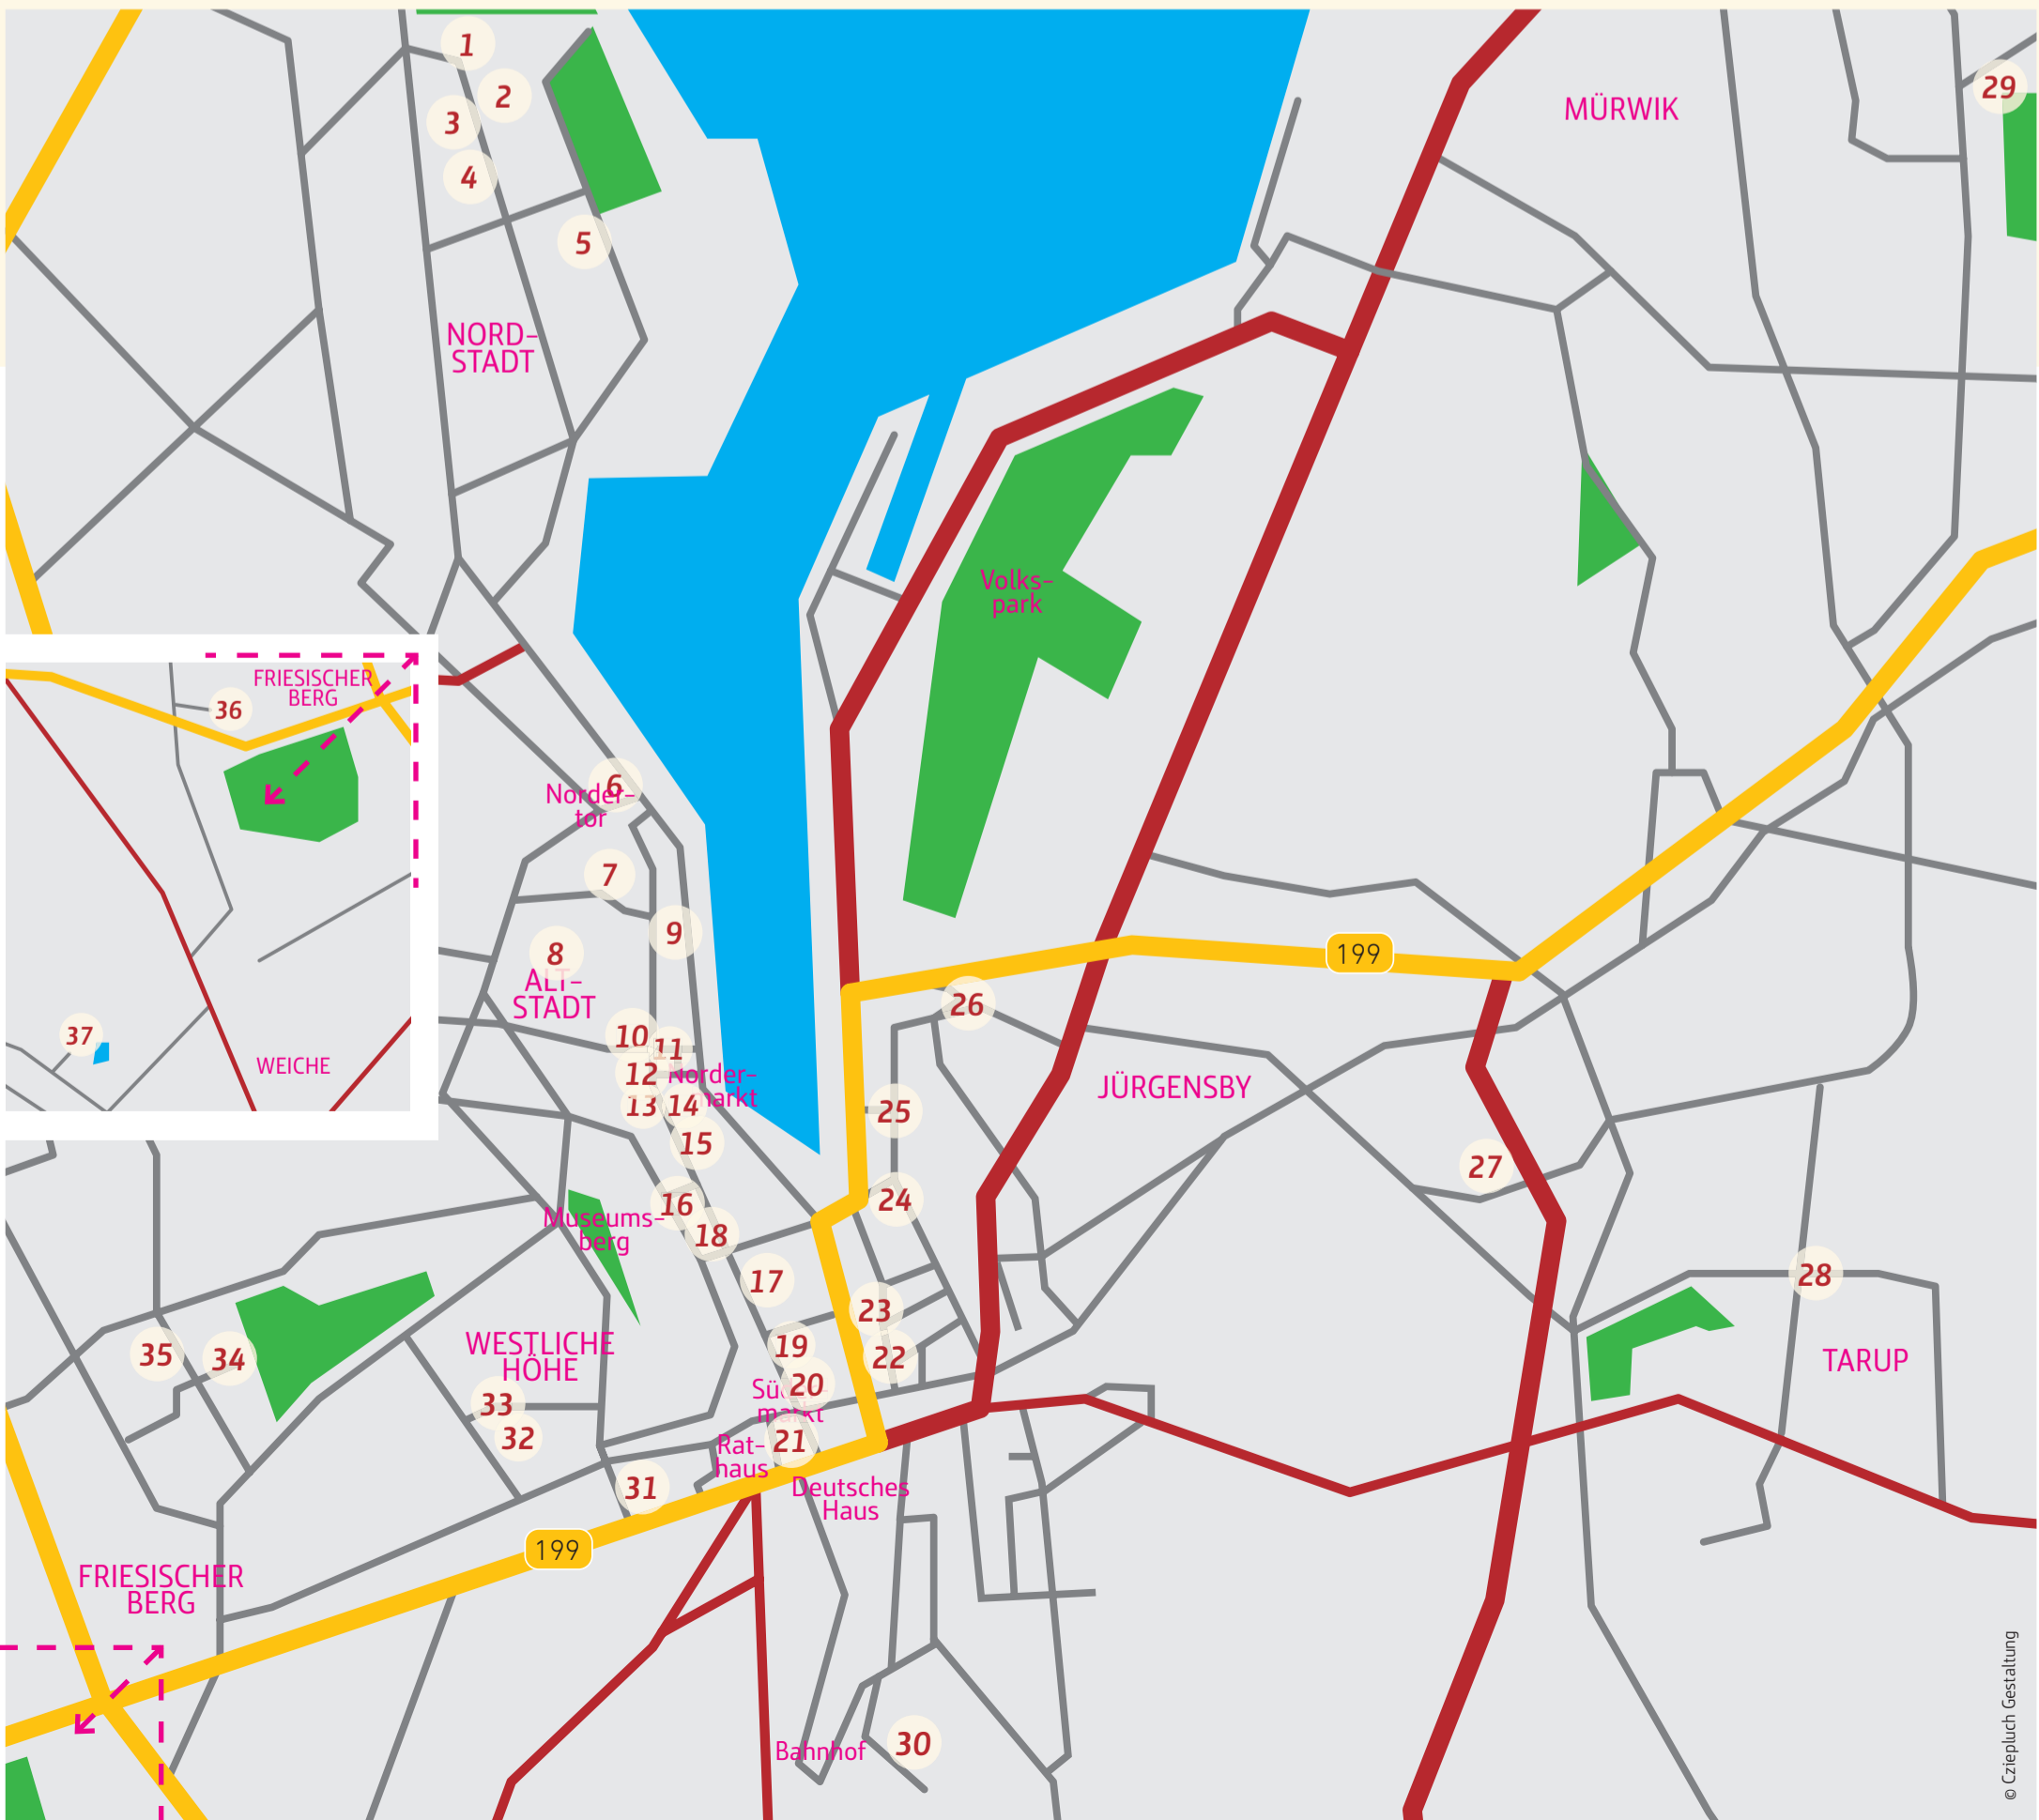 1
2
3
4
5
29
MÜRWIK
NORD-
STADT
Volks-
park
FRIESISCHER
BERG
36
37
WEICHE
6
Norder-
tor
7
8
9
ALT-
STADT
10
11
12
Norder-
markt
13
14
15
199
26
25
JÜRGENSBY
24
27
28
TARUP
16
Museums-
berg
18
17
23
19
22
20
21
WESTLICHE
HÖHE
35
34
33
32
31
Rat-
haus
Deutsches
Haus
199
FRIESISCHER
BERG
Bahnhof
30
© Cziepluch Gestaltung